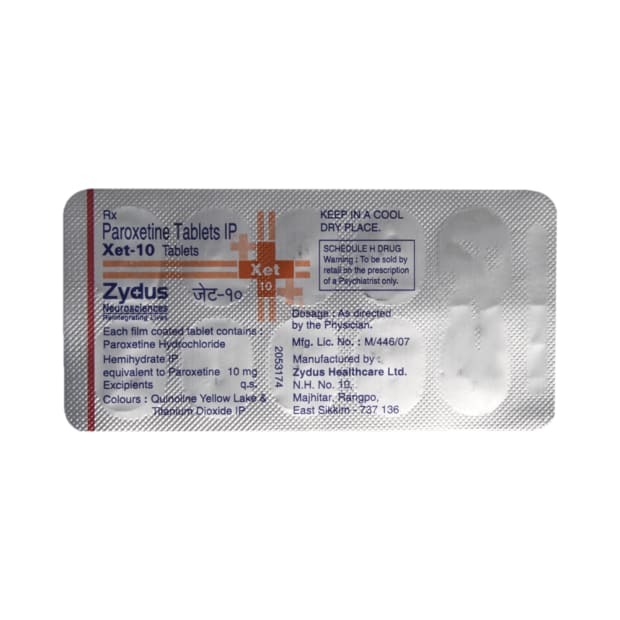 Rx
Paroxetine Tablets IP
Xet-10 Tablets
Xet
10
Zydus
Neurosciences
Reintegrating Lives
जेट-१०
Each film coated tablet contains :
Paroxetine Hydrochloride
Hemihydrate IP
equivalent to Paroxetine 10 mg
Excipients q.s.
Colours : Quinoline Yellow Lake &
Titanium Dioxide IP
2053174
KEEP IN A COOL
DRY PLACE.
SCHEDULE H DRUG
Warning : To be sold by
retail on the prescription
of a Psychiatrist only.
Dosage : As directed
by the Physician.
Mfg. Lic. No. : M/446/07
Manufactured by :
Zydus Healthcare Ltd.
N.H. No. 10,
Majhitar, Rangpo,
East Sikkim - 737 136